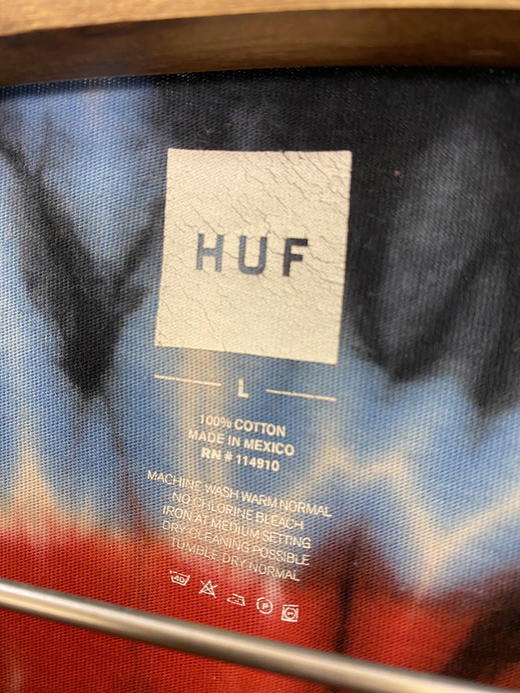 HUF
L
100% COTTON
MADE IN MEXICO
RN # 114910
MACHINE WASH WARM NORMAL
NO CHLORINE BLEACH
IRON AT MEDIUM SETTING
DRY CLEANING POSSIBLE
TUMBLE DRY NORMAL
40 P